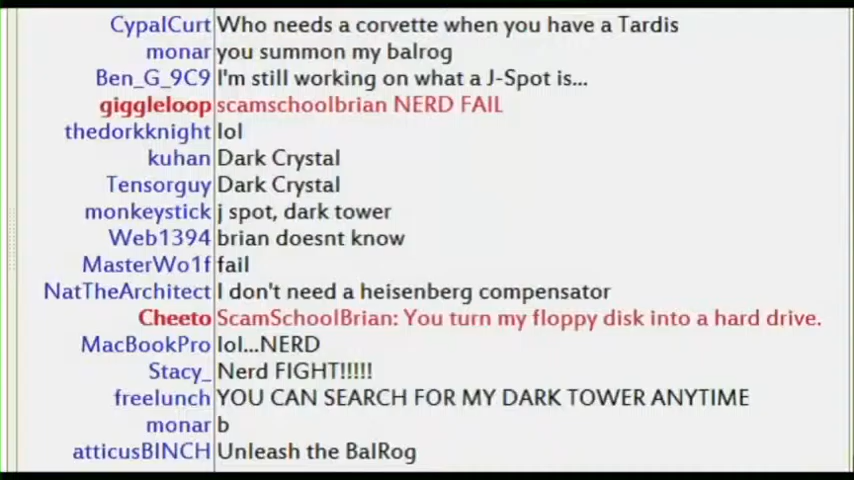 CypalCurt Who needs a corvette when you have a Tardis
monar you summon my balrog
Ben_G_9C9 I'm still working on what a J-Spot is...
giggleloop scamschoolbrian NERD FAIL
thedorkknight lol
kuhan Dark Crystal
Tensorguy Dark Crystal
monkeystick j spot, dark tower
Web1394 brian doesnt know
MasterWo1f fail
NatTheArchitect I don't need a heisenberg compensator
Cheeto ScamSchoolBrian: You turn my floppy disk into a hard drive.
MacBookPro lol...NERD
Stacy_ Nerd FIGHT!!!!!
freelunch YOU CAN SEARCH FOR MY DARK TOWER ANYTIME
monar b
atticusBINCH Unleash the BalRog